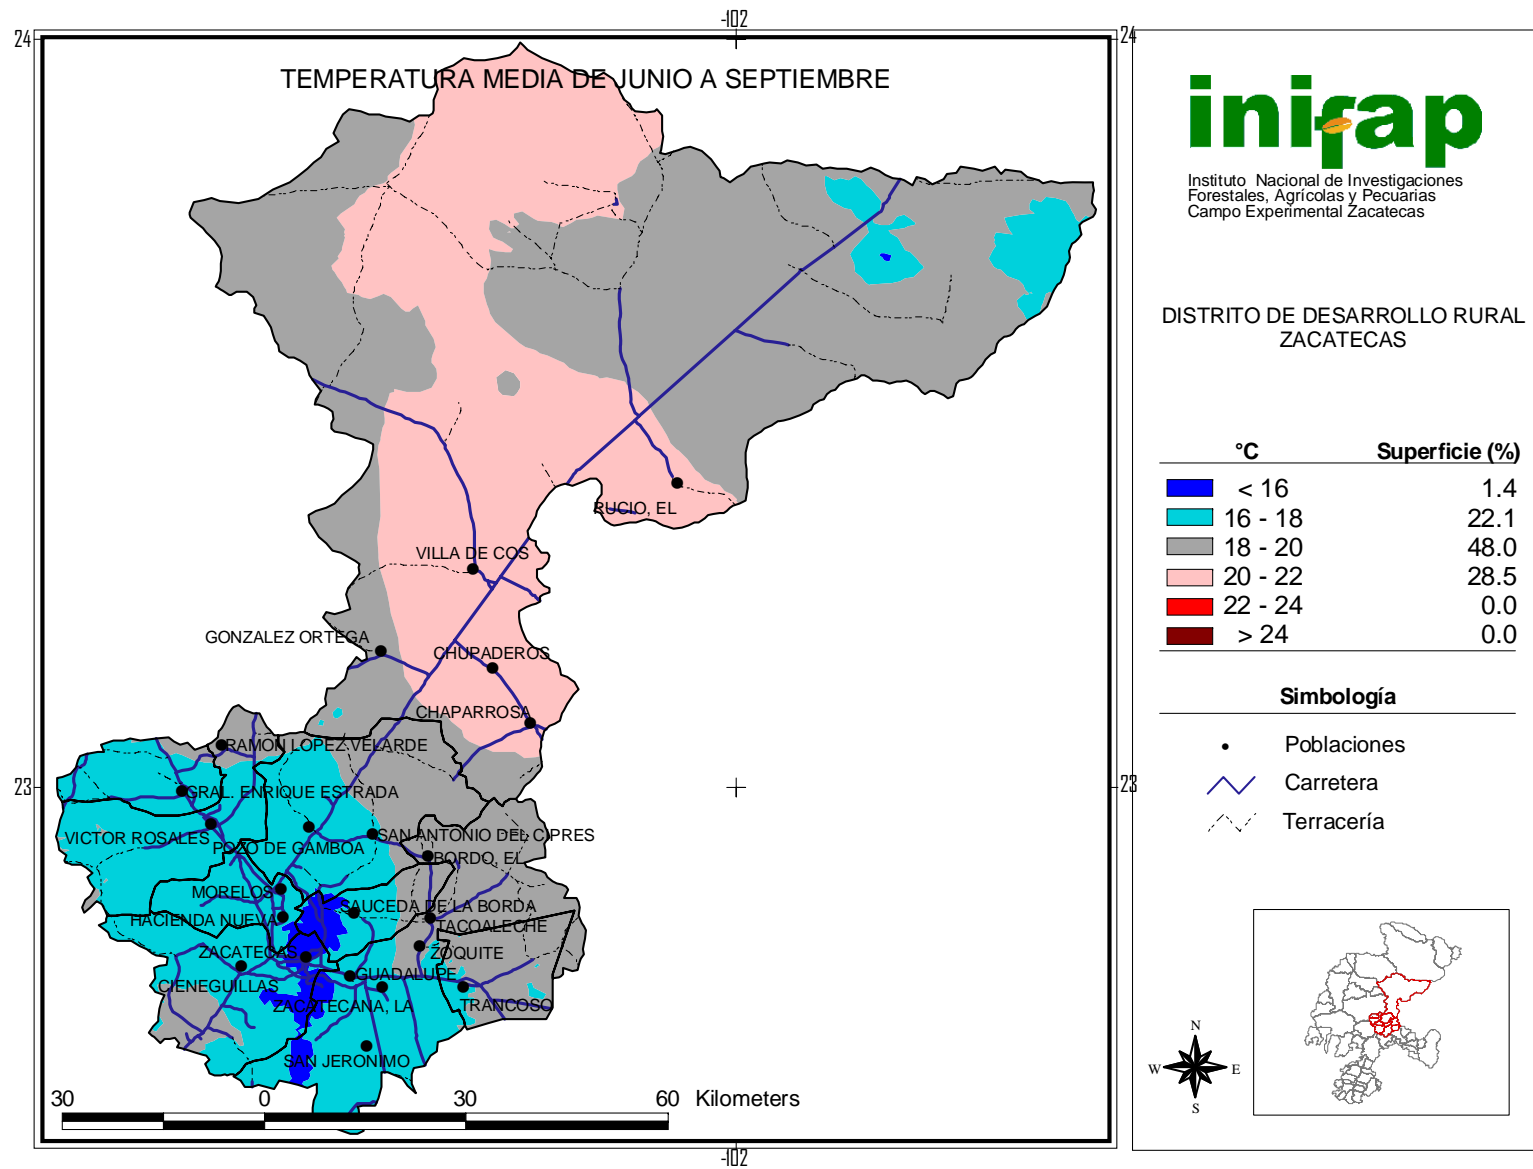 -102
24
24
TEMPERATURA MEDIA DE JUNIO A SEPTIEMBRE
inifap
Instituto Nacional de Investigaciones
Forestales, Agrícolas y Pecuarias
Campo Experimental Zacatecas
DISTRITO DE DESARROLLO RURAL
ZACATECAS
°C Superficie (%)
< 16 1.4
16 - 18 22.1
18 - 20 48.0
20 - 22 28.5
22 - 24 0.0
> 24 0.0
Simbología
Poblaciones
Carretera
Terracería
RUCIO, EL
VILLA DE COS
GONZALEZ ORTEGA
CHUPADEROS
CHAPARROSA
RAMON LOPEZ VELARDE
23
23
GRAL. ENRIQUE ESTRADA
VICTOR ROSALES
SAN ANTONIO DEL CIPRES
POZO DE GAMBOA
BORDO, EL
MORELOS
SAUCEDA DE LA BORDA
HACIENDA NUEVA
TACOALECHE
ZACATECAS
ZOQUITE
GUADALUPE
CIENEGUILLAS
ZACATECANA, LA
TRANCOSO
SAN JERONIMO
30 0 30 60 Kilometers
N
W E
S
-102